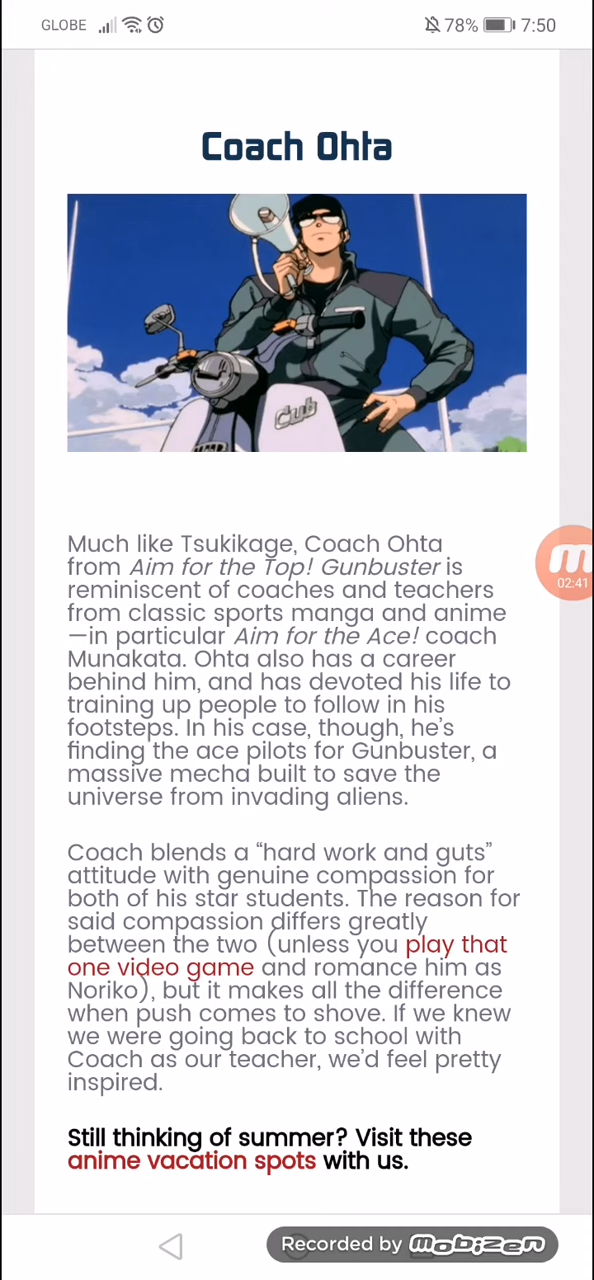 GLOBE 78% 7:50
Coach Ohta
Cub
Much like Tsukikage, Coach Ohta
from Aim for the Top! Gunbuster is
reminiscent of coaches and teachers
from classic sports manga and anime
—in particular Aim for the Ace! coach
Munakata. Ohta also has a career
behind him, and has devoted his life to
training up people to follow in his
footsteps. In his case, though, he’s
finding the ace pilots for Gunbuster, a
massive mecha built to save the
universe from invading aliens.
02:41
Coach blends a “hard work and guts”
attitude with genuine compassion for
both of his star students. The reason for
said compassion differs greatly
between the two (unless you play that
one video game and romance him as
Noriko), but it makes all the difference
when push comes to shove. If we knew
we were going back to school with
Coach as our teacher, we’d feel pretty
inspired.
Still thinking of summer? Visit these
anime vacation spots with us.
Recorded by mobizen